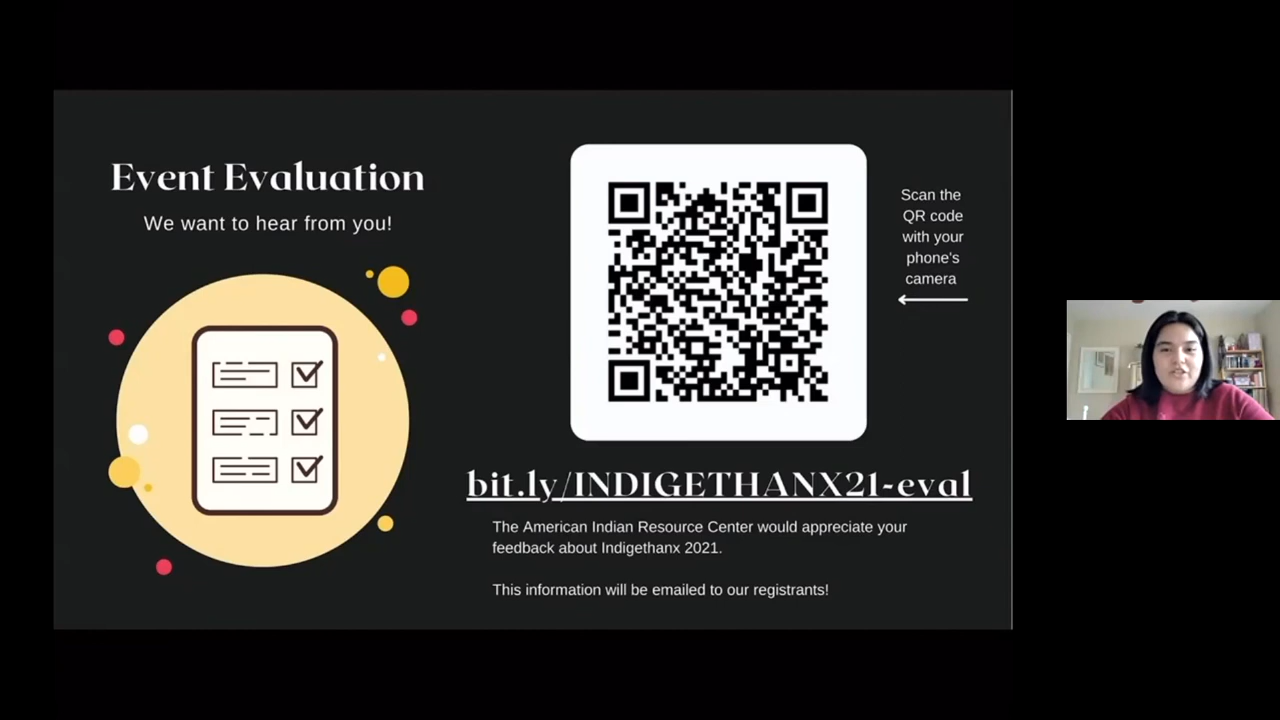 Event Evaluation
We want to hear from you!
Scan the
QR code
with your
phone's
camera
bit.ly/INDIGETHANX21-eval
The American Indian Resource Center would appreciate your
feedback about Indigethanx 2021.
This information will be emailed to our registrants!